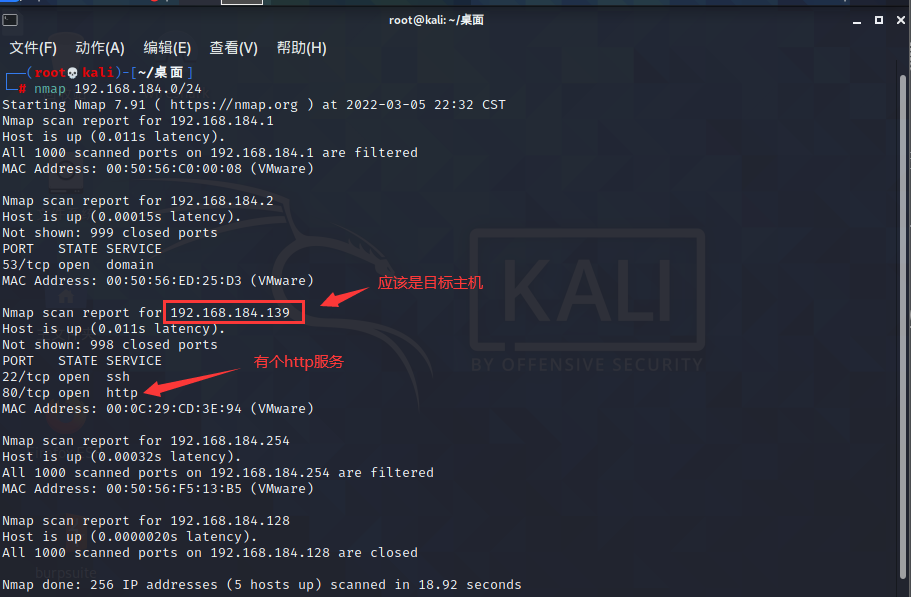 root@kali: ~/桌面
文件(F) 动作(A) 编辑(E) 查看(V) 帮助(H)
(root💀kali)-[~/桌面]
# nmap 192.168.184.0/24
Starting Nmap 7.91 ( https://nmap.org ) at 2022-03-05 22:32 CST
Nmap scan report for 192.168.184.1
Host is up (0.011s latency).
All 1000 scanned ports on 192.168.184.1 are filtered
MAC Address: 00:50:56:C0:00:08 (VMware)
Nmap scan report for 192.168.184.2
Host is up (0.00015s latency).
Not shown: 999 closed ports
PORT STATE SERVICE
53/tcp open domain
MAC Address: 00:50:56:ED:25:D3 (VMware)
应该是目标主机
Nmap scan report for 192.168.184.139
Host is up (0.011s latency).
Not shown: 998 closed ports
PORT STATE SERVICE
有个http服务
22/tcp open ssh
80/tcp open http
MAC Address: 00:0C:29:CD:3E:94 (VMware)
KALI
BY OFFENSIVE SECURITY
Nmap scan report for 192.168.184.254
Host is up (0.00032s latency).
All 1000 scanned ports on 192.168.184.254 are filtered
MAC Address: 00:50:56:F5:13:B5 (VMware)
Nmap scan report for 192.168.184.128
Host is up (0.0000020s latency).
All 1000 scanned ports on 192.168.184.128 are closed
burpsuite
Nmap done: 256 IP addresses (5 hosts up) scanned in 18.92 seconds